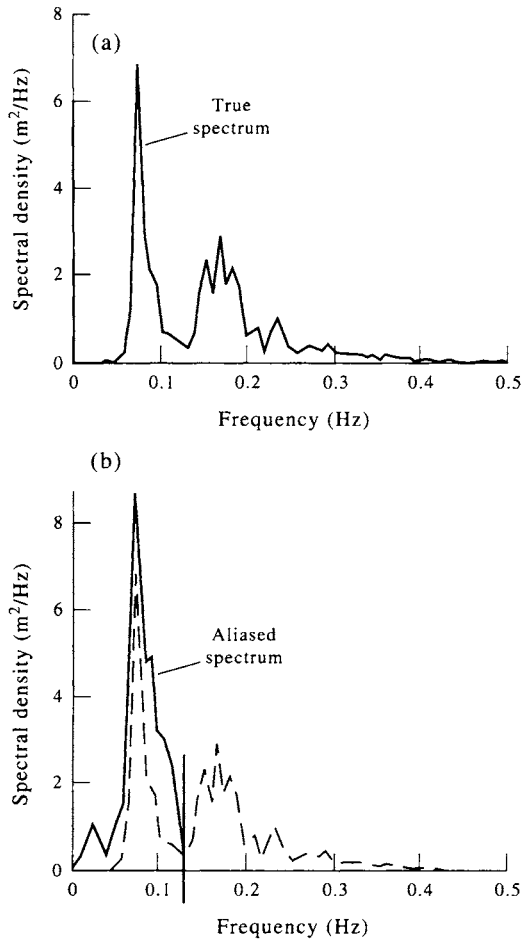 (a)
8
6
4
2
0
Spectral density (m²/Hz)
True
spectrum
0 0.1 0.2 0.3 0.4 0.5
Frequency (Hz)
(b)
8
6
4
2
0
Spectral density (m²/Hz)
Aliased
spectrum
0 0.1 0.2 0.3 0.4 0.5
Frequency (Hz)